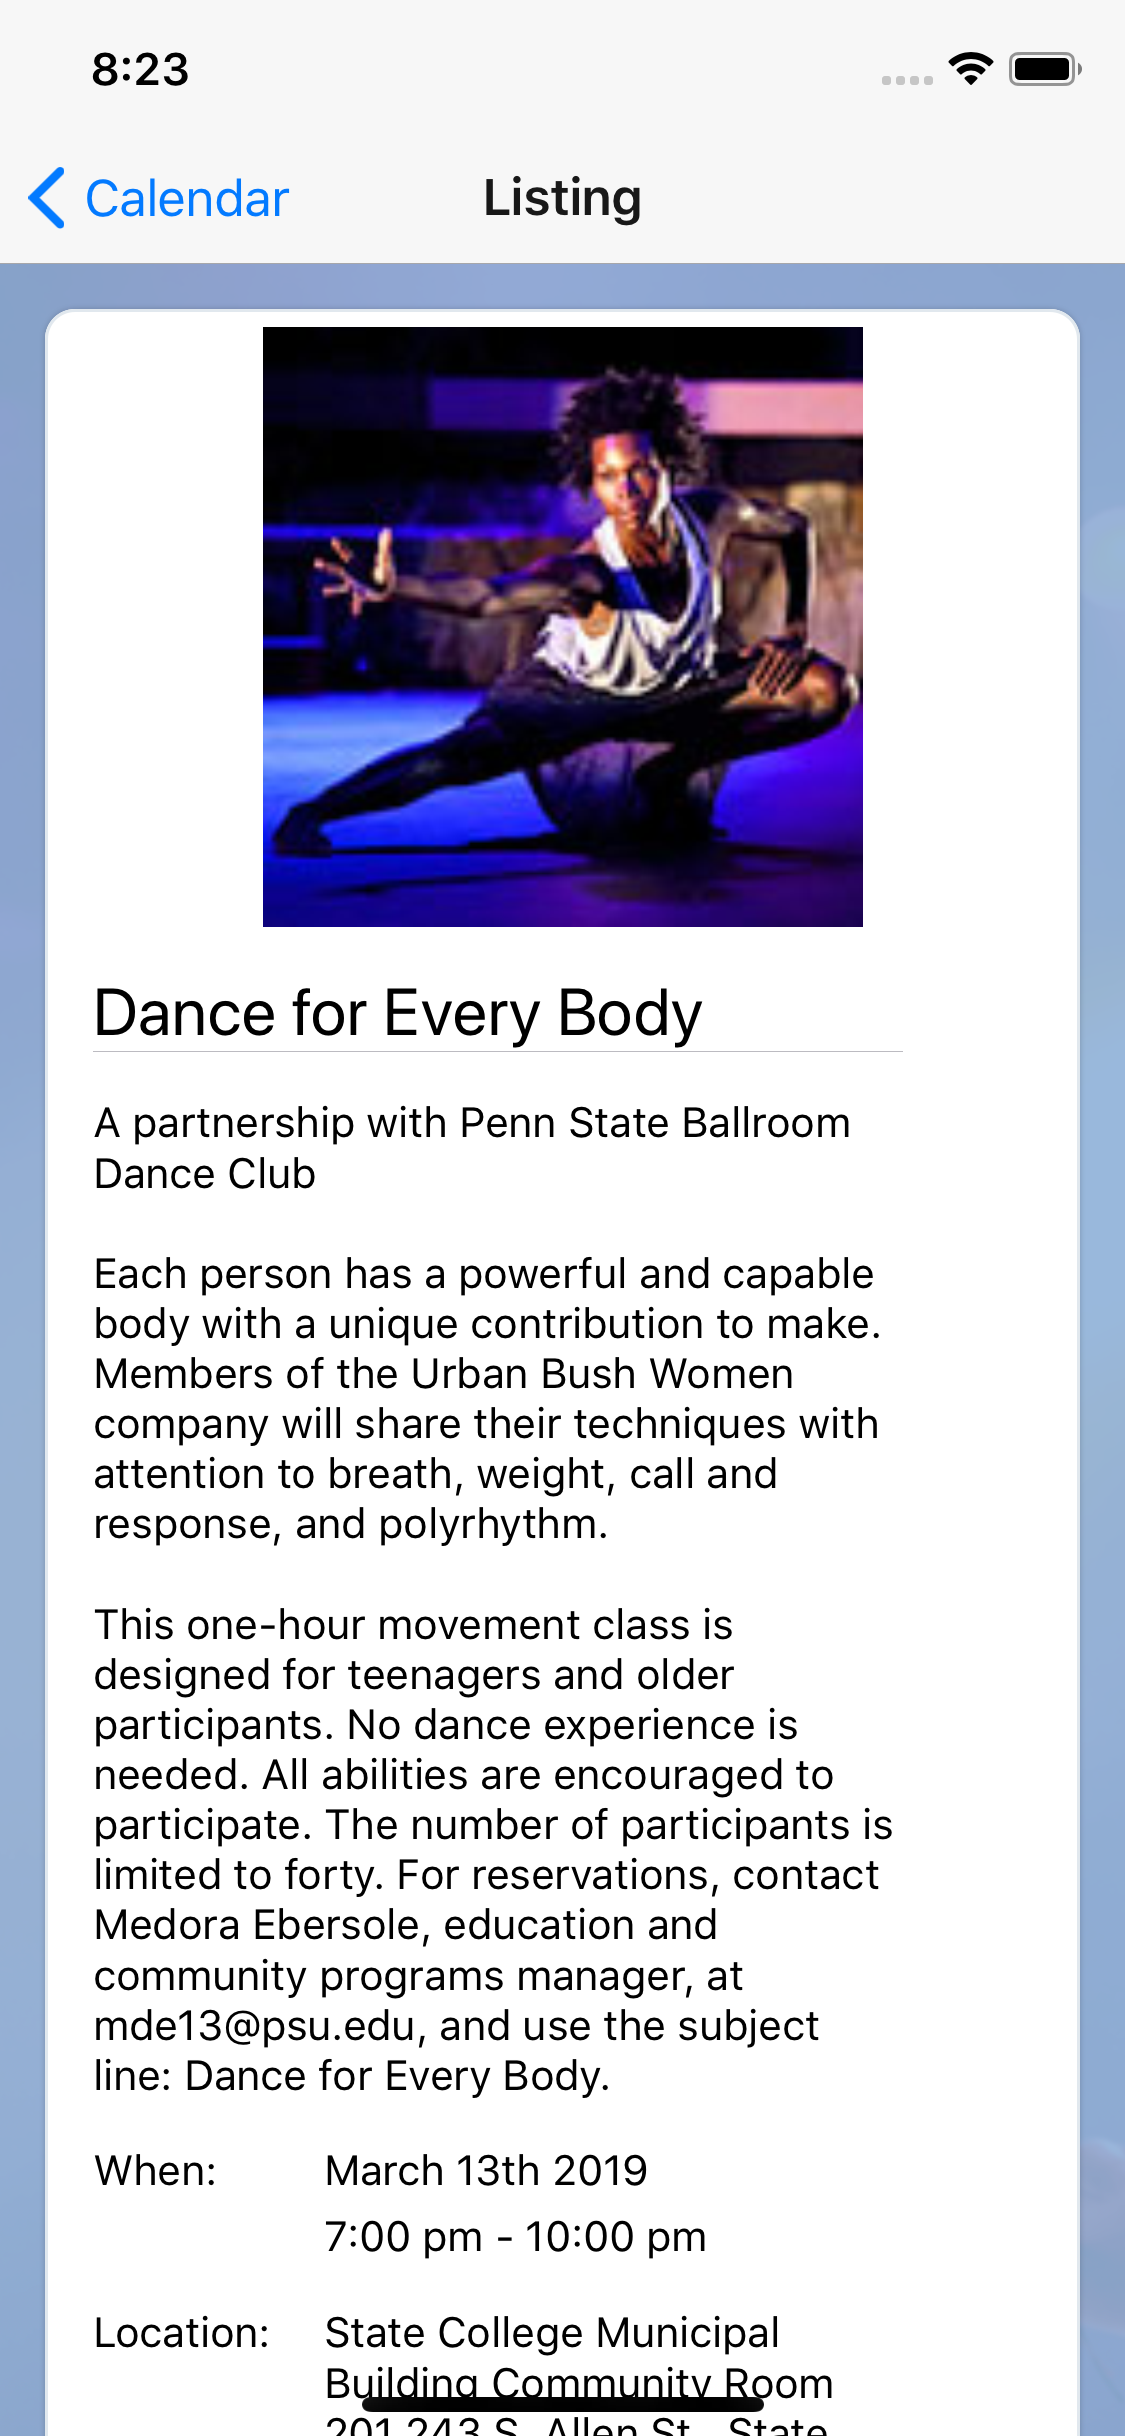 8:23
Calendar
Listing
Dance for Every Body
A partnership with Penn State Ballroom
Dance Club
Each person has a powerful and capable
body with a unique contribution to make.
Members of the Urban Bush Women
company will share their techniques with
attention to breath, weight, call and
response, and polyrhythm.
This one-hour movement class is
designed for teenagers and older
participants. No dance experience is
needed. All abilities are encouraged to
participate. The number of participants is
limited to forty. For reservations, contact
Medora Ebersole, education and
community programs manager, at
mde13@psu.edu, and use the subject
line: Dance for Every Body.
When:
March 13th 2019
7:00 pm - 10:00 pm
Location:
State College Municipal
Building Community Room
201 243 S. Allen St., State